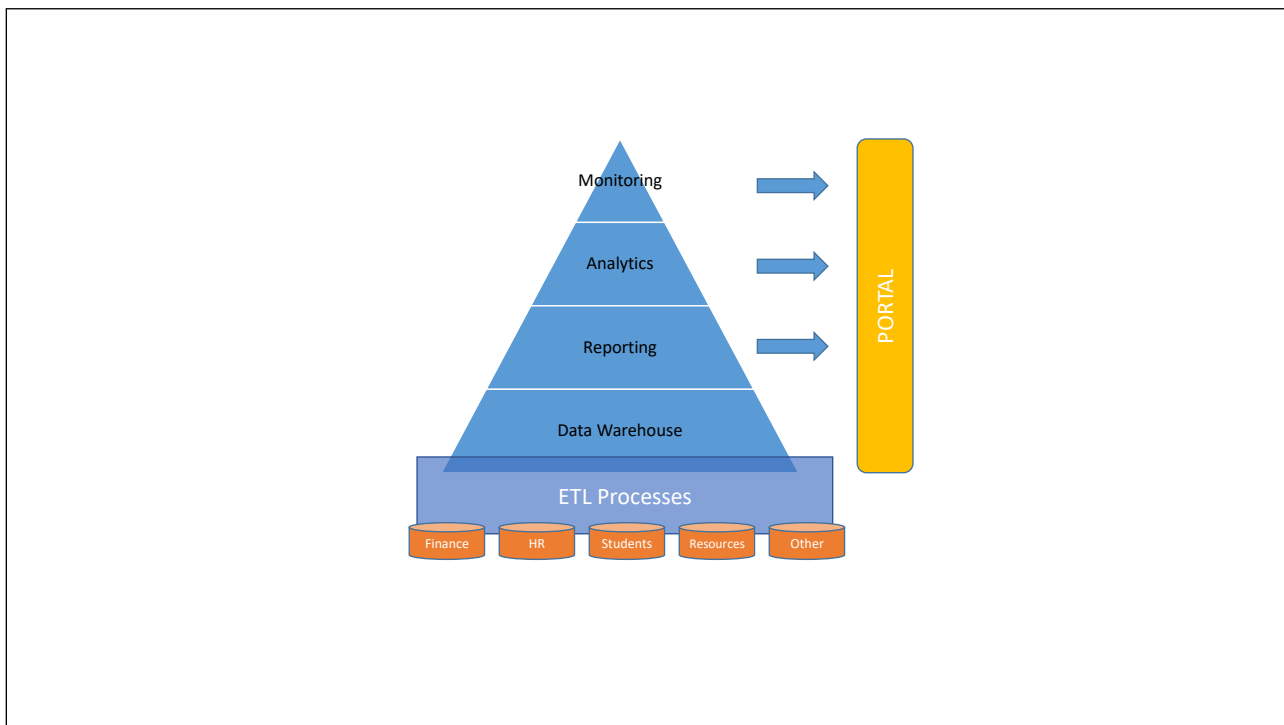 Monitoring
Analytics
Reporting
Data Warehouse
ETL Processes
Finance
HR
Students
Resources
Other
PORTAL